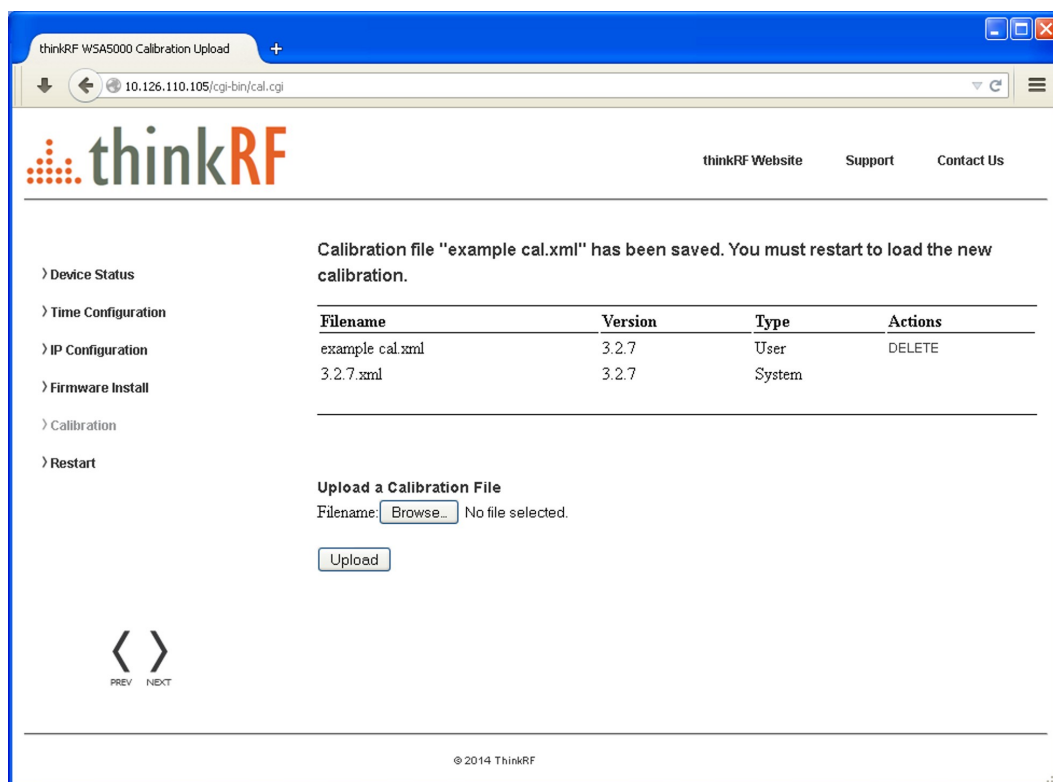 thinkRF WSA5000 Calibration Upload
10.126.110.105/cgi-bin/cal.cgi
thinkRF
thinkRF Website Support Contact Us
Calibration file "example cal.xml" has been saved. You must restart to load the new
calibration.
Device Status
Time Configuration
IP Configuration
Firmware Install
Calibration
Restart
Filename Version Type Actions
example cal.xml 3.2.7 User DELETE
3.2.7.xml 3.2.7 System
Upload a Calibration File
Filename: Browse... No file selected.
Upload
PREV NEXT
© 2014 ThinkRF